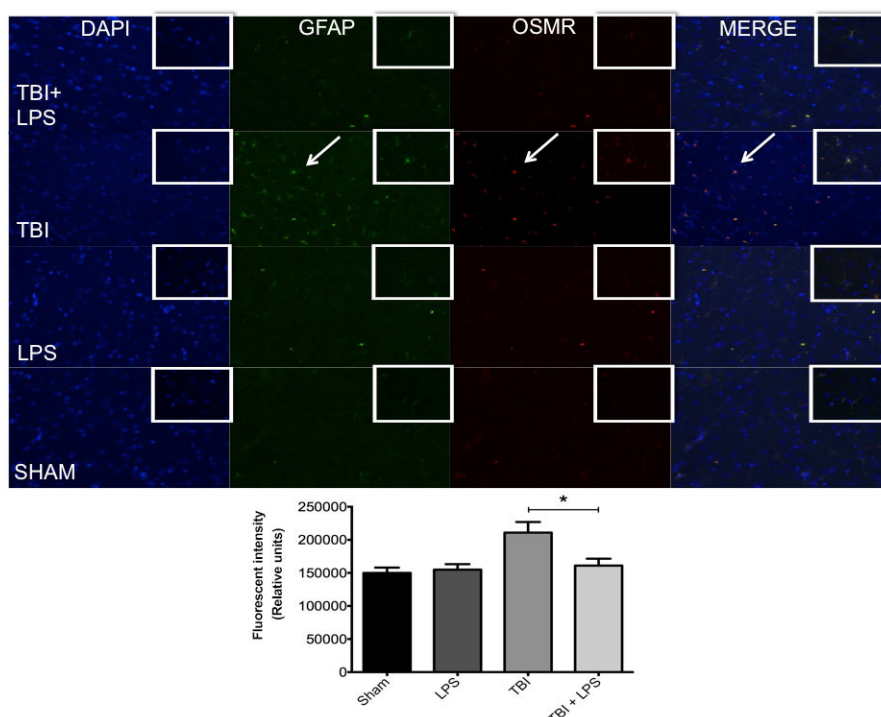 DAPI GFAP OSMR MERGE
TBI+
LPS
TBI
LPS
SHAM
*
250000
200000
150000
100000
50000
0
Fluorescent intensity
(Relative units)
Sham LPS TBI TBI + LPS